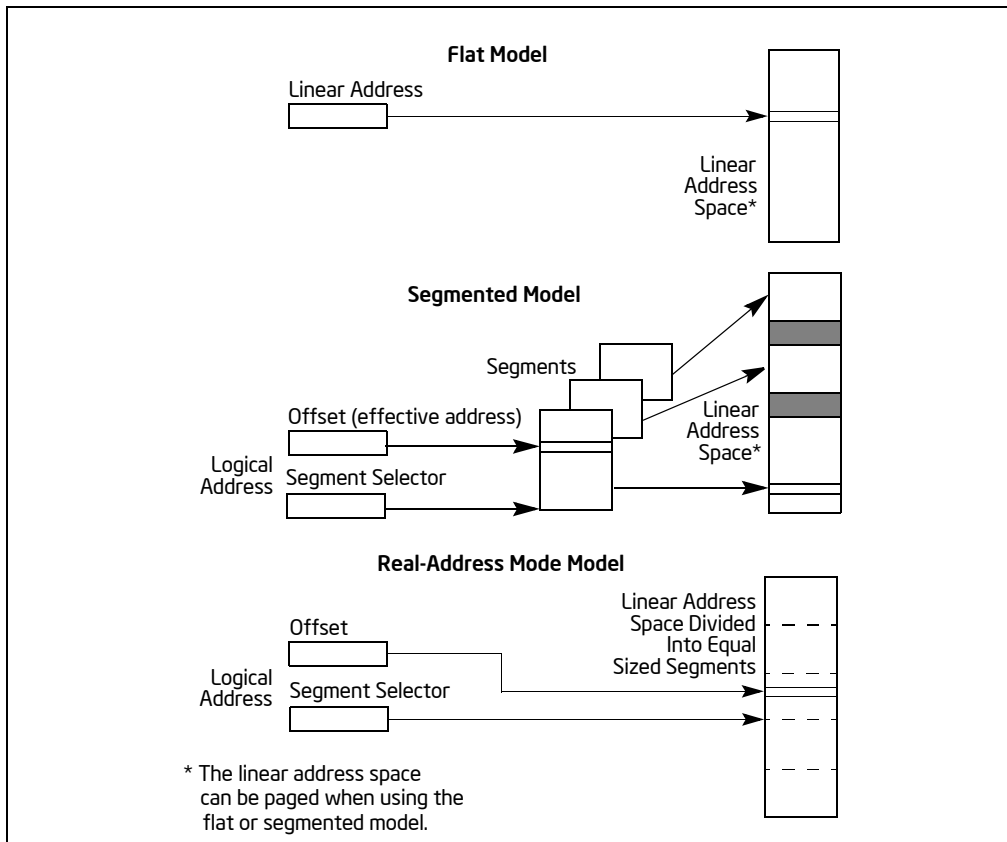 Flat Model
Linear Address
Linear
Address
Space*
Segmented Model
Segments
Offset (effective address)
Logical
Address
Segment Selector
Linear
Address
Space*
Real-Address Mode Model
Linear Address
Space Divided
Into Equal
Sized Segments
Offset
Logical
Address
Segment Selector
* The linear address space
can be paged when using the
flat or segmented model.